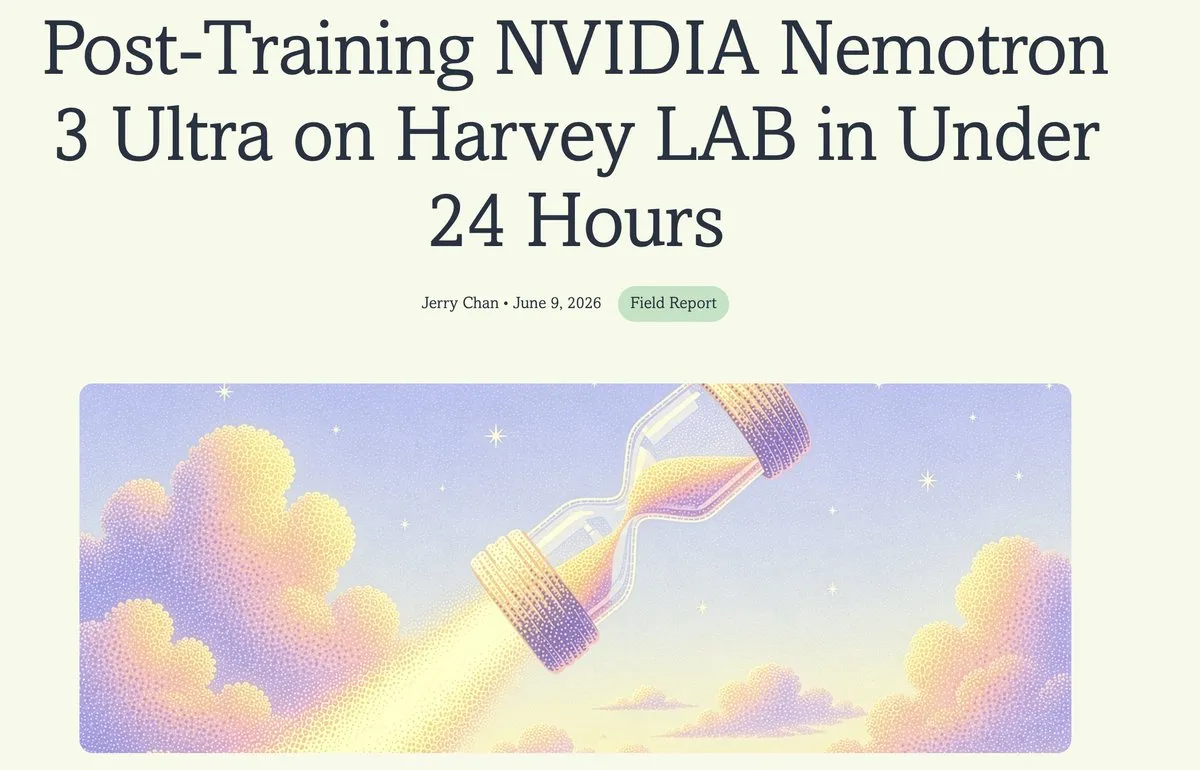 Post-Training NVIDIA Nemotron
3 Ultra on Harvey LAB in Under
24 Hours
Jerry Chan • June 9, 2026 Field Report